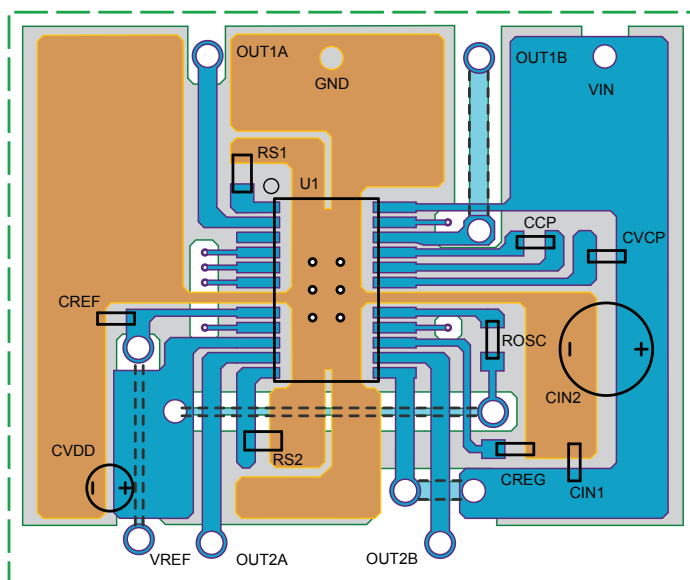 OUT1A
GND
OUT1B
VIN
RS1
U1
CCP
CVCP
CREF
ROSC
CIN2
CVDD
RS2
CREG
CIN1
VREF
OUT2A
OUT2B